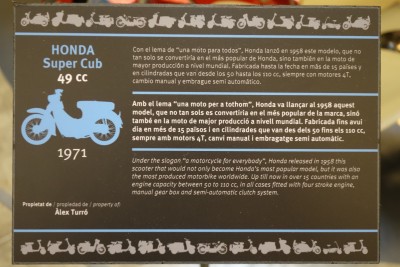 HONDA
Super Cub
49 cc
1971
Propietat de / propiedad de / property of:
Àlex Turró
Con el lema de "una moto para todos", Honda lanzó en 1958 este modelo, que no
tan solo se convertiría en el más popular de Honda, sino también en la moto de
mayor producción a nivel mundial. Fabricada hasta la fecha en más de 15 países y
en cilindradas que van desde los 50 hasta los 110 cc, siempre con motores 4T,
cambio manual y embrague semi automático.
Amb el lema "una moto per a tothom", Honda va llançar al 1958 aquest
model, que no tan sols es convertiria en el més popular de la marca, sinó
també en la moto de major producció a nivell mundial. Fabricada fins avui
dia en més de 15 països i en cilindrades que van des dels 50 fins els 110 cc,
sempre amb motors 4T, canvi manual i embragatge semi automàtic.
Under the slogan "a motorcycle for everybody", Honda released in 1958 this
scooter that would not only become Honda's most popular model, but it was also
the most produced motorbike worldwide. Up till now in over 15 countries with an
engine capacity between 50 to 110 cc, in all cases fitted with four stroke engine,
manual gear box and semi-automatic clutch system.